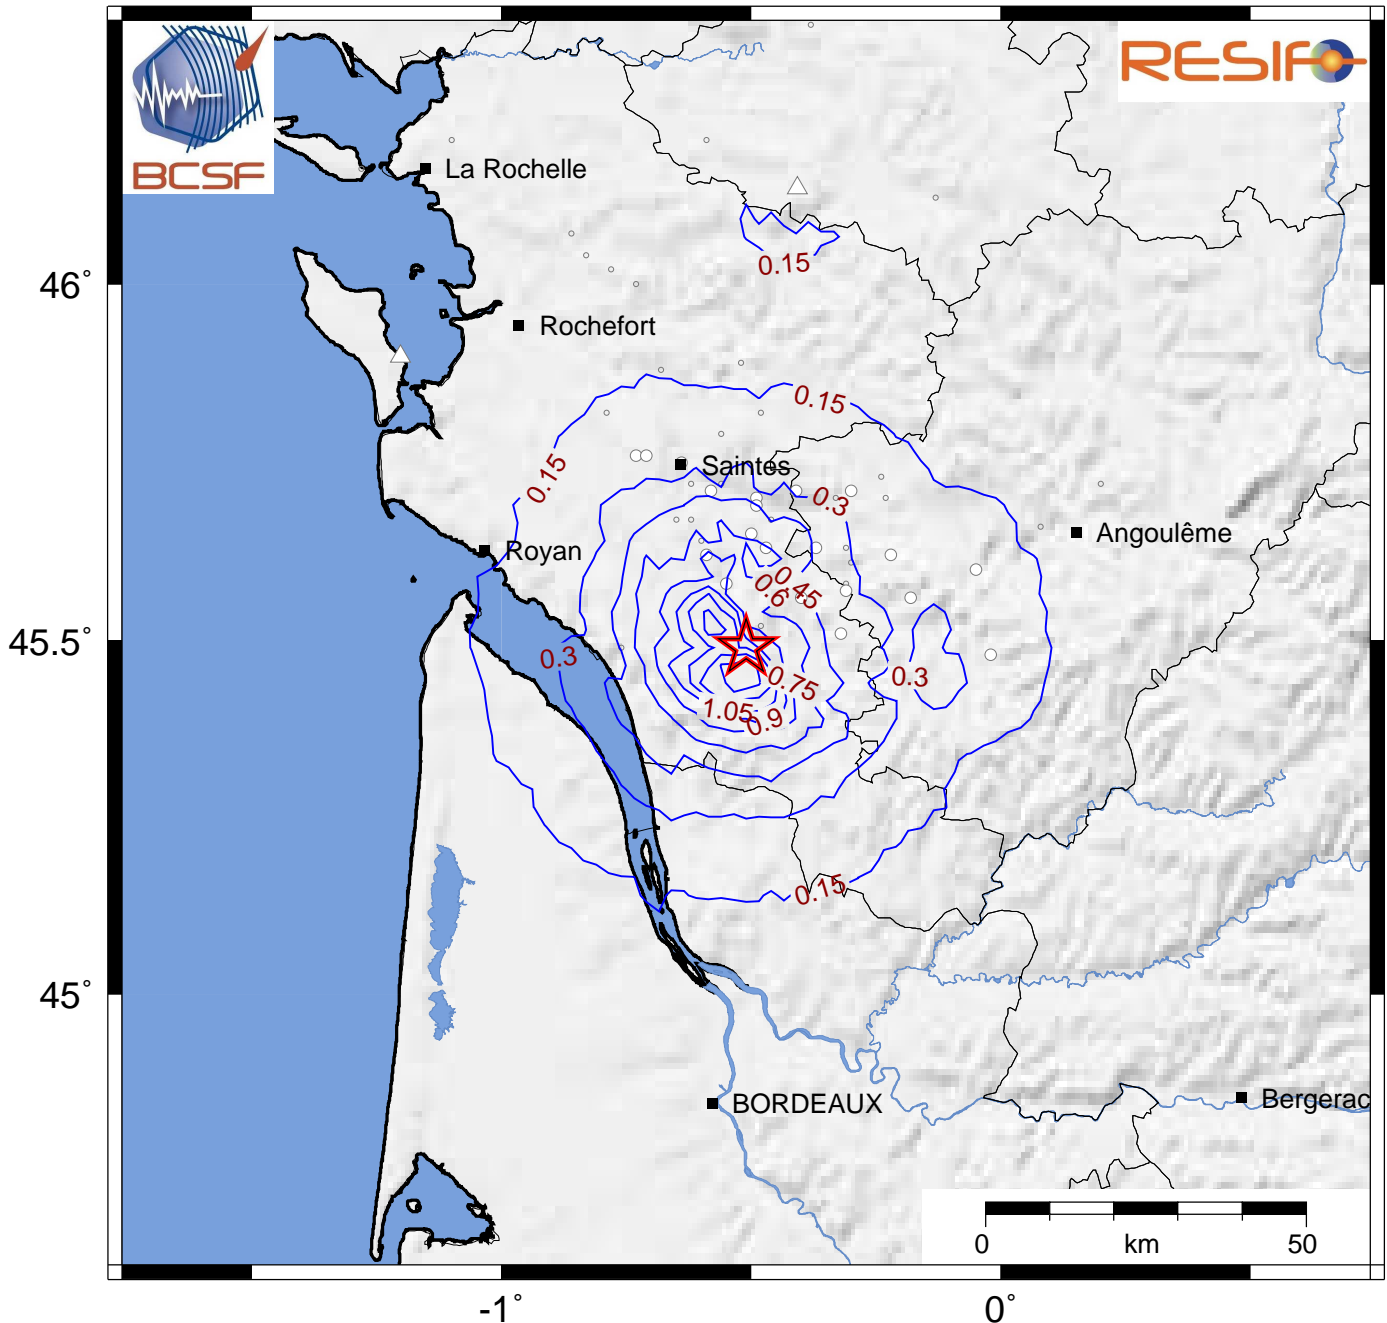 BCSF
RESIF
La Rochelle
0.15
46°
Rochefort
0.15
0.15
Saintes
0.3
Angoulême
Royan
0.45
0.6
45.5°
0.3
0.3
0.75
1.05
0.9
0.15
45°
BORDEAUX
Bergerac
0
km
50
-1°
0°